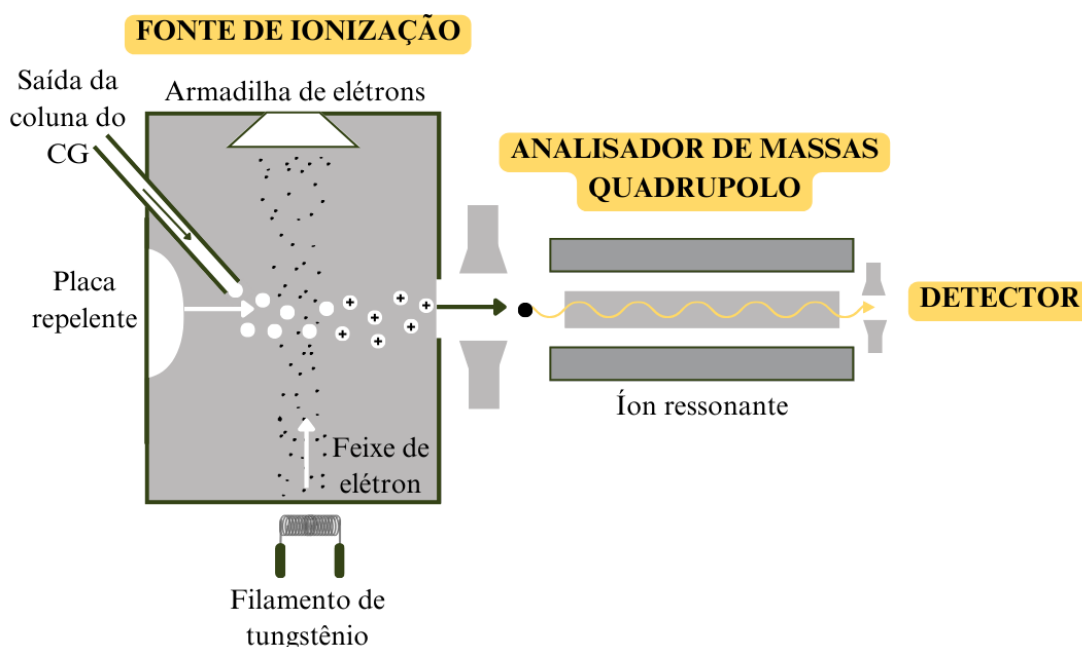 FONTE DE IONIZAÇÃO
Saída da
coluna do
CG
Armadilha de elétrons
ANALISADOR DE MASSAS
QUADRUPOLO
Placa
repelente
DETECTOR
Íon ressonante
Feixe de
elétron
Filamento de
tungstênio